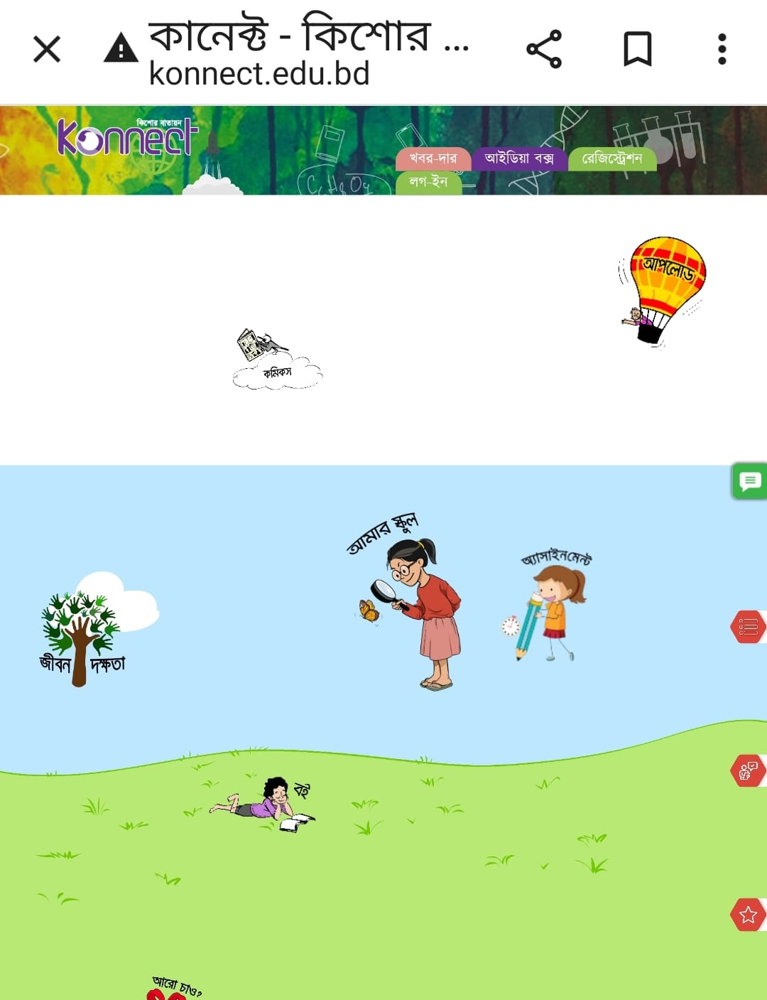 কানেক্ট - কিশোর ...
konnect.edu.bd
কিশোর বাতায়ন
Konnect
খবর-দার আইডিয়া বক্স রেজিস্ট্রেশন
লগ-ইন
আপলোড
কমিকস
আমার স্কুল
অ্যাসাইনমেন্ট
জীবন দক্ষতা
বই
আরো চাও?